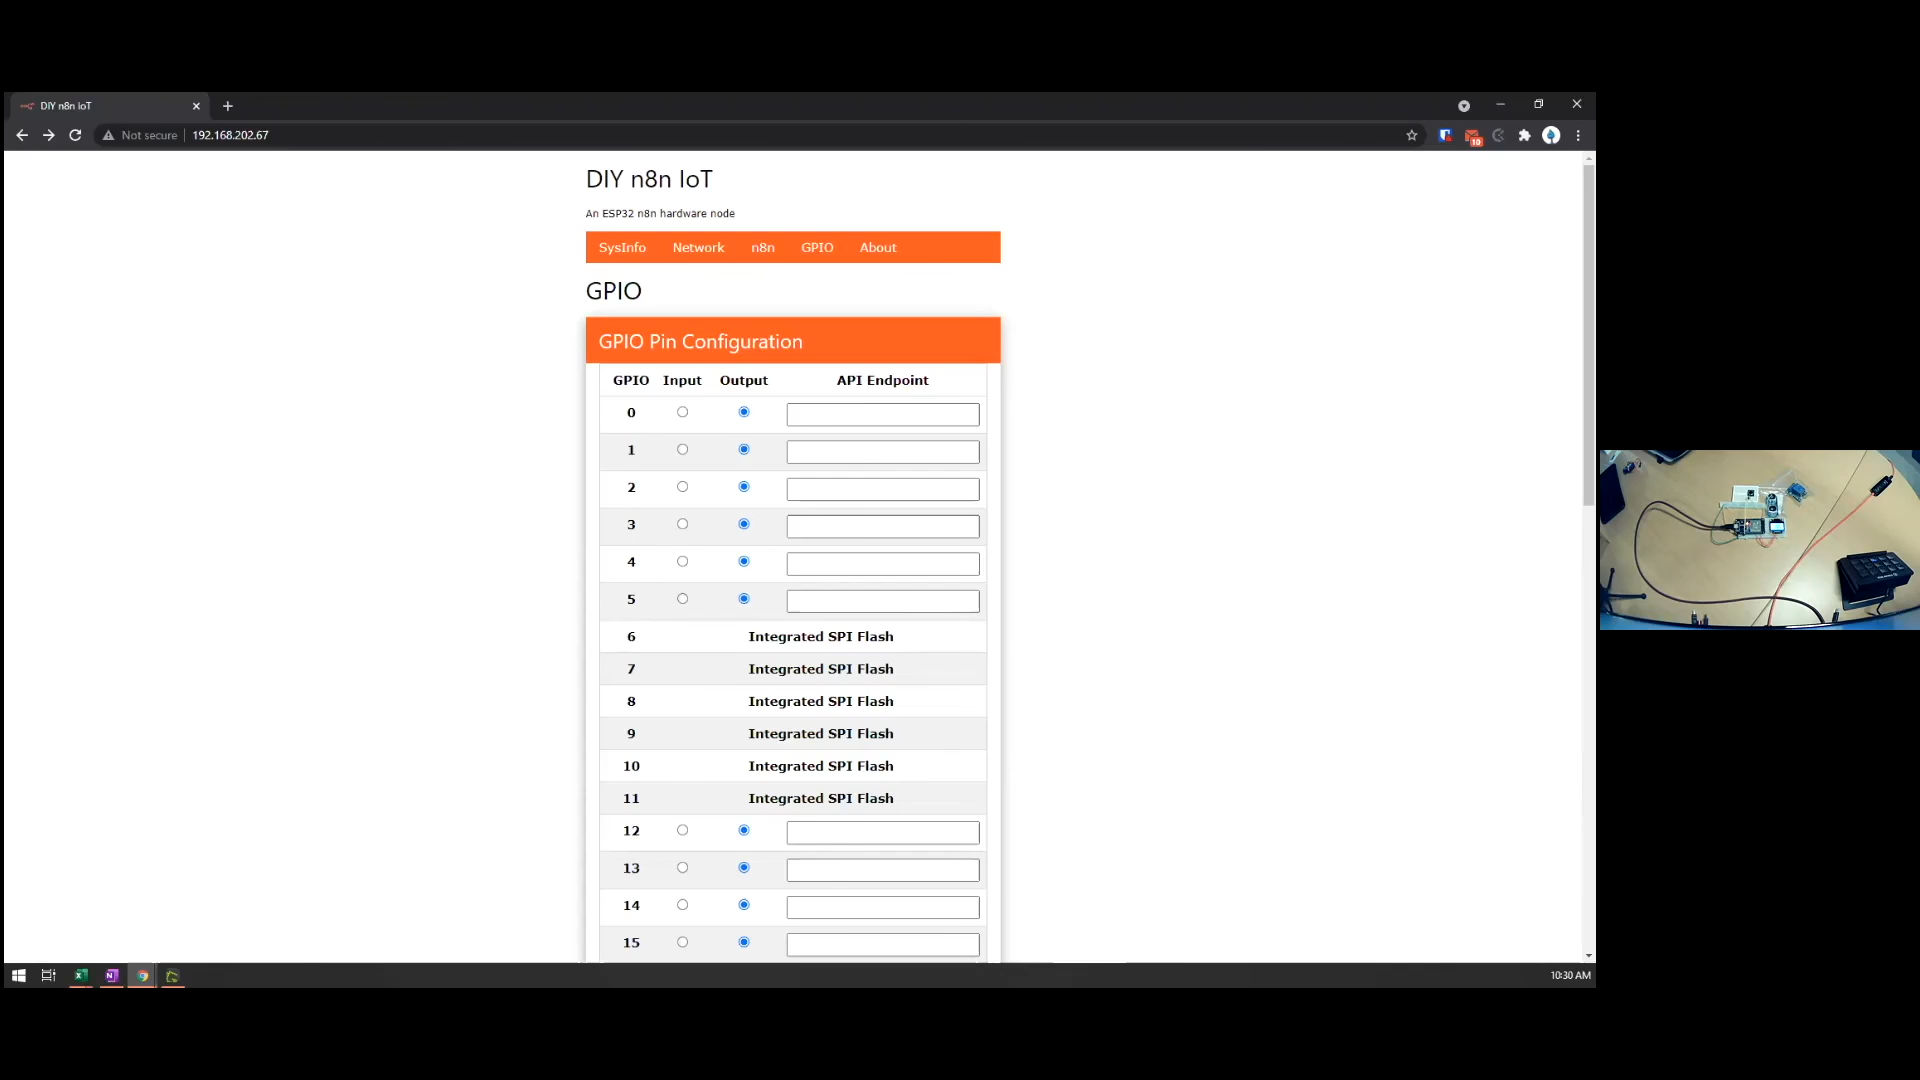 DIY n8n IoT
Not secure 192.168.202.67
10
DIY n8n IoT
An ESP32 n8n hardware node
SysInfo Network n8n GPIO About
GPIO
GPIO Pin Configuration
GPIO Input Output API Endpoint
0
1
2
3
4
5
6 Integrated SPI Flash
7 Integrated SPI Flash
8 Integrated SPI Flash
9 Integrated SPI Flash
10 Integrated SPI Flash
11 Integrated SPI Flash
12
13
14
15
10:30 AM